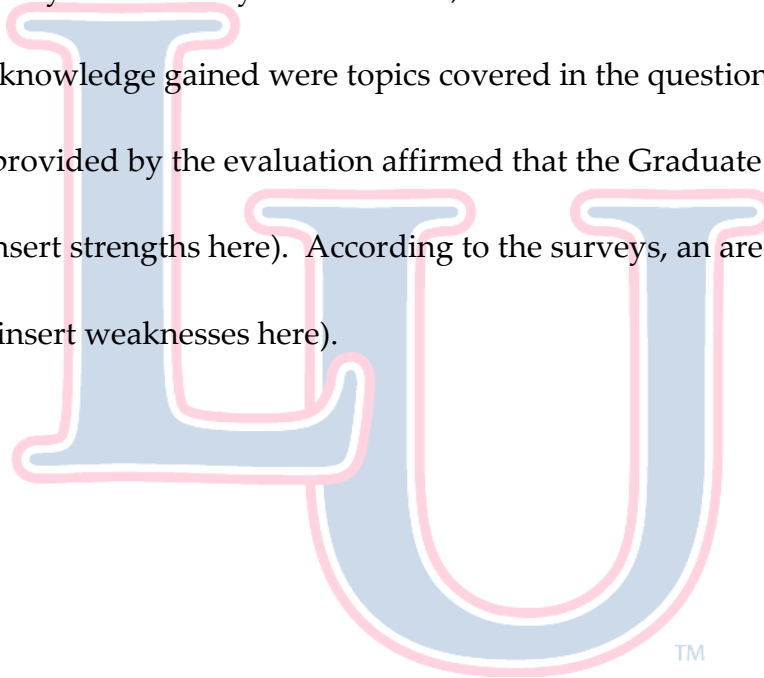 knowledge gained were topics covered in the question
provided by the evaluation affirmed that the Graduate
nsert strengths here). According to the surveys, an are
insert weaknesses here).
LU
TM